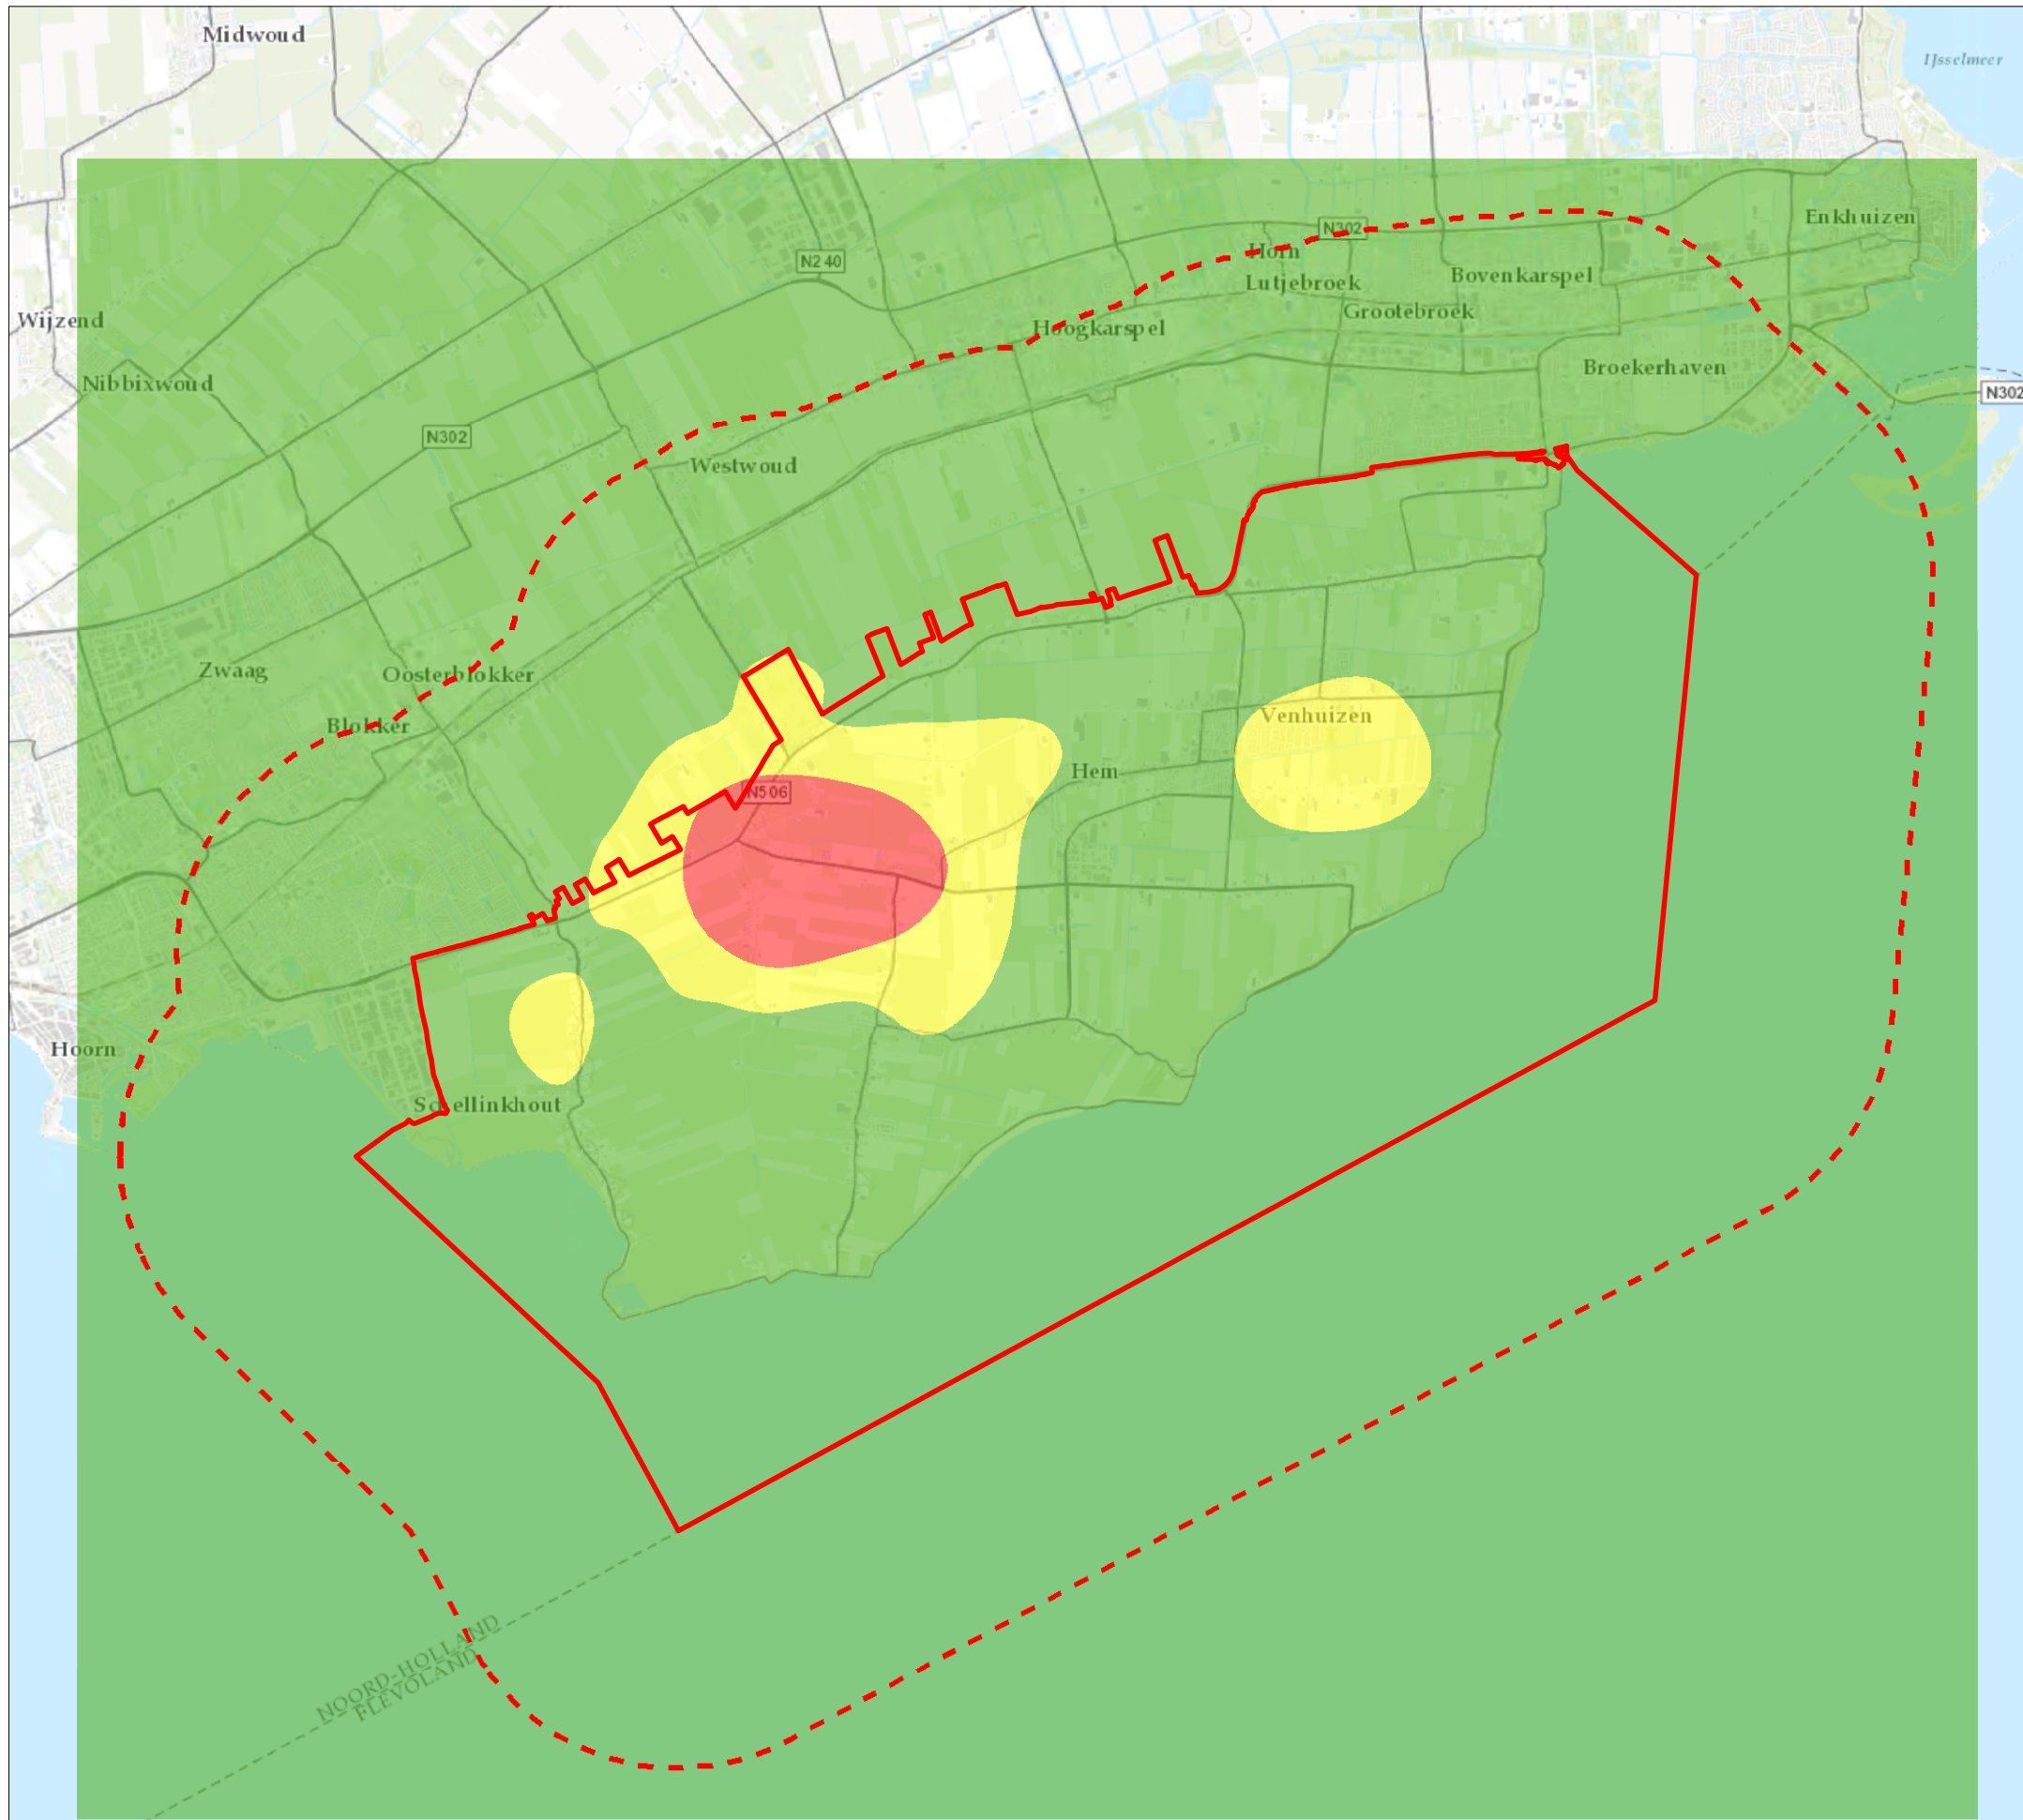 Midwoud
IJsselmeer
Enkhuizen
N302
Horn
N240
Bovenkarspel
Lutjebroek
Grootebroek
Wijzend
Hoogkarspel
Broekerhaven
Nibbixwoud
N302
N302
Westwoud
Zwaag
Oosterblokker
Venhuizen
Blokker
Hem
N506
Hoorn
Schellinkhout
NOORD-HOLLAND
FLEVOLAND